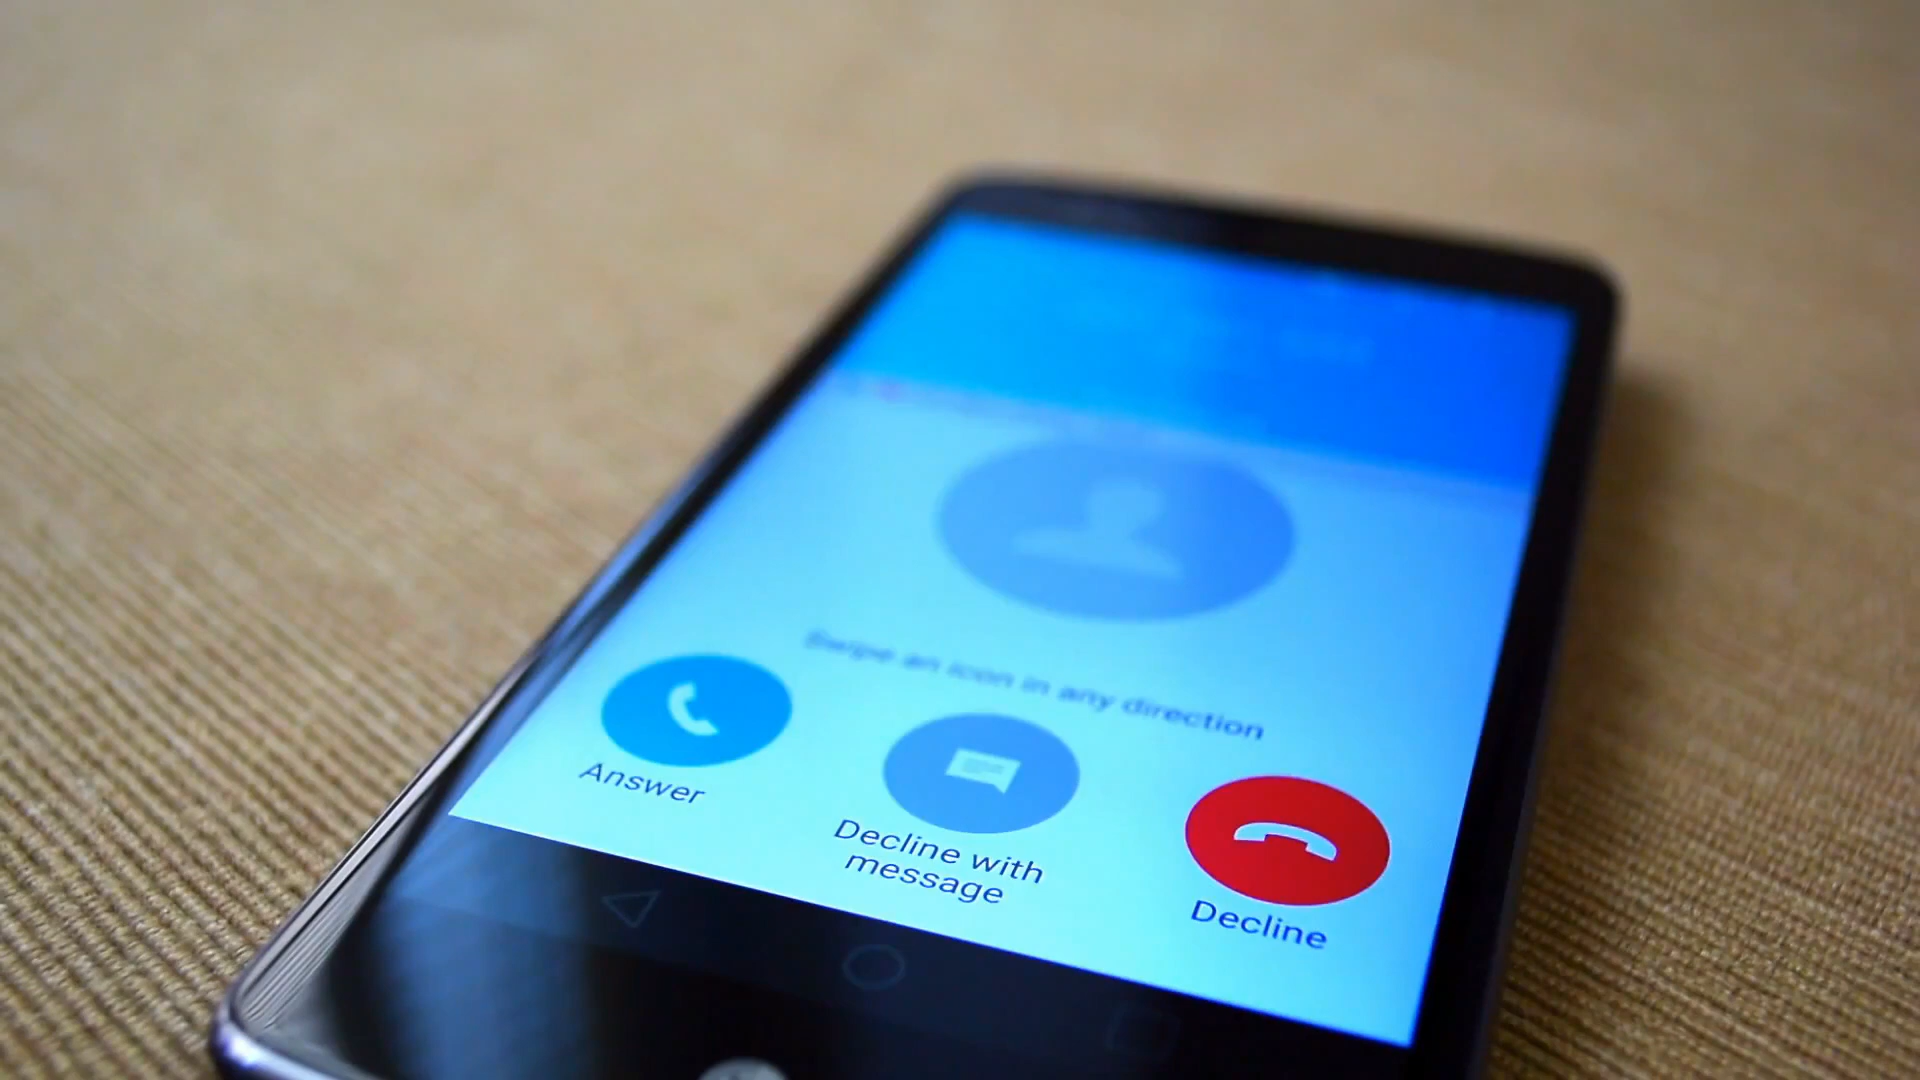 Swipe an icon in any direction
Answer
Decline with
message
Decline